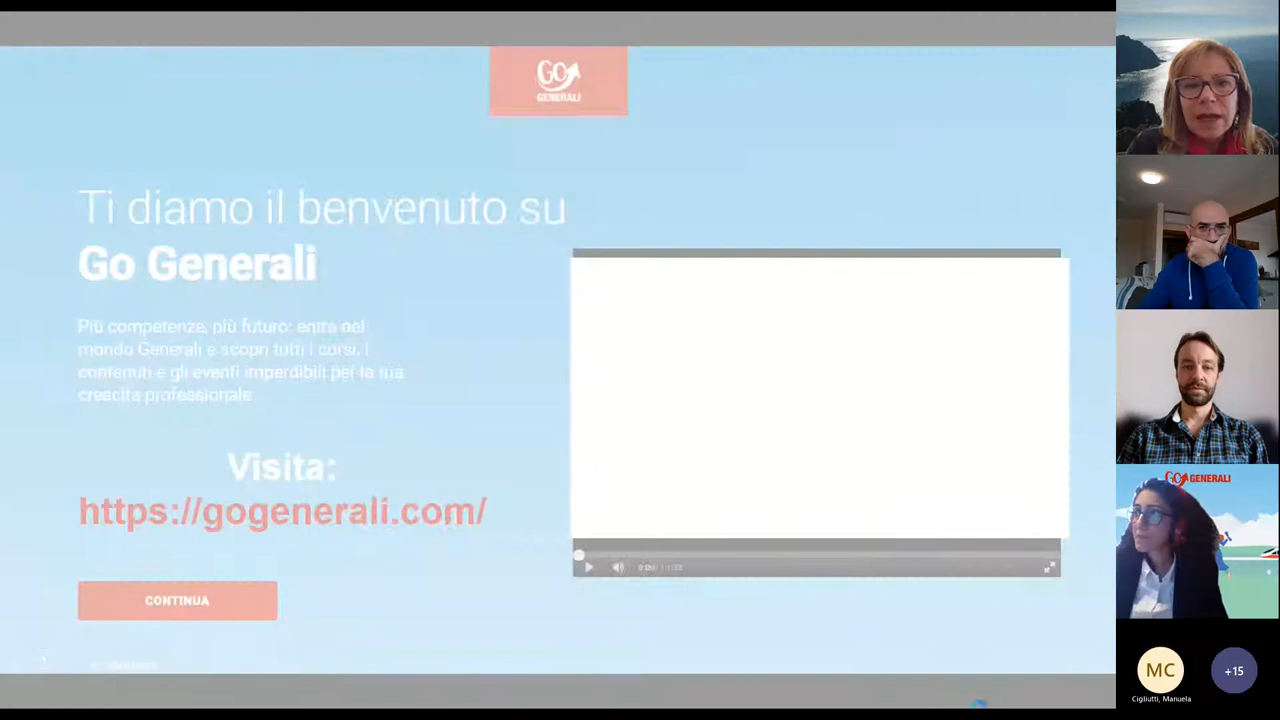 GO
GENERALI
Ti diamo il benvenuto su
Go Generali
Più competenze, più futuro: entra nel
mondo Generali e scopri tutti i corsi, i
contenuti e gli eventi imperdibili per la tua
crescita professionale
Visita:
https://gogenerali.com/
CONTINUA
GO GENERALI
MC
+15
Cigliutti, Manuela